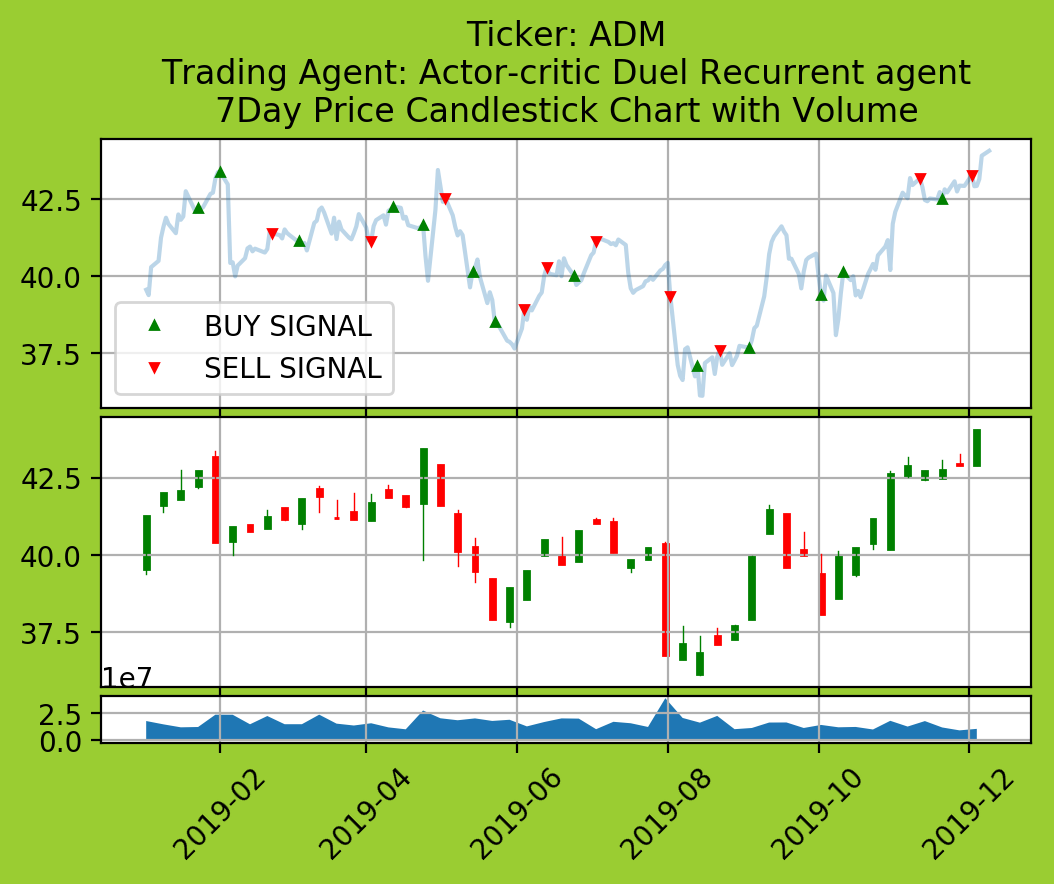 Ticker: ADM
Trading Agent: Actor-critic Duel Recurrent agent
7Day Price Candlestick Chart with Volume
42.5
40.0
37.5
BUY SIGNAL
SELL SIGNAL
42.5
40.0
37.5
1e7
2.5
0.0
2019-02
2019-04
2019-06
2019-08
2019-10
2019-12